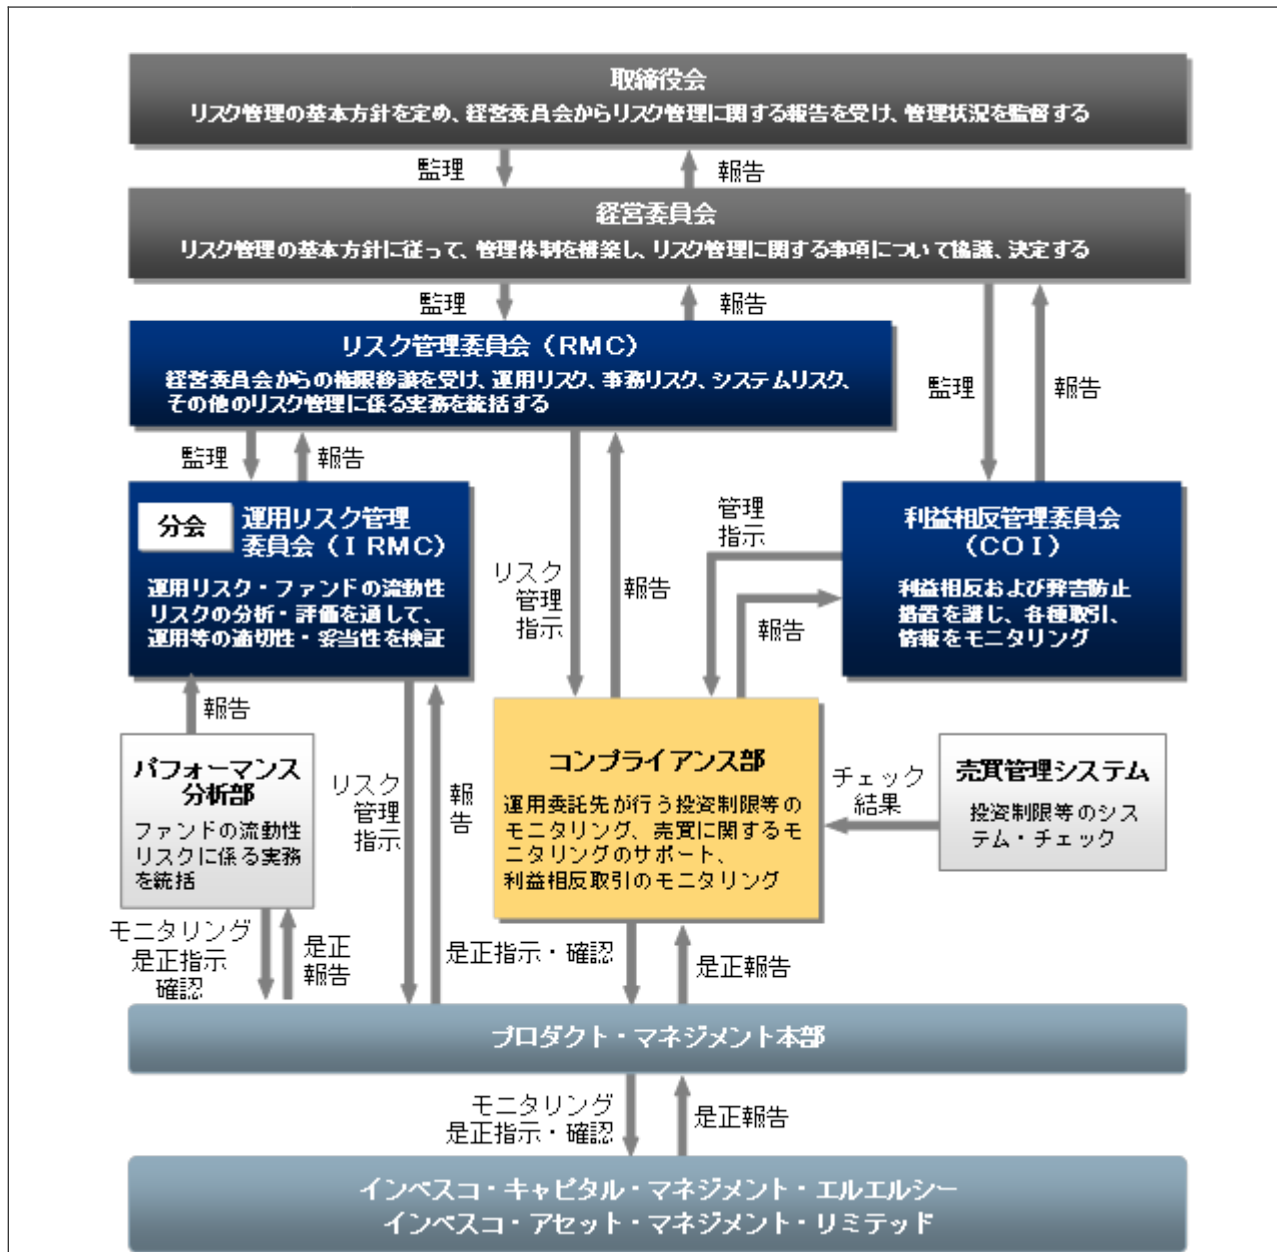 取締役会
リスク管理の基本方針を定め、経営委員会からリスク管理に関する報告を受け、管理状況を監督する
監理
報告
経営委員会
リスク管理の基本方針に従って、管理体制を構築し、リスク管理に関する事項について協議、決定する
監理
報告
リスク管理委員会（RMC）
経営委員会からの権限移譲を受け、運用リスク、事務リスク、システムリスク、
その他のリスク管理に係る実務を統括する
監理
報告
監理
報告
分会
運用リスク管理
委員会（IRMC）
運用リスク・ファンドの流動性
リスクの分析・評価を通して、
運用等の適切性・妥当性を検証
リスク
管理
指示
報告
管理
指示
報告
利益相反管理委員会
（COI）
利益相反および弊害防止
措置を講じ、各種取引、
情報をモニタリング
報告
パフォーマンス
分析部
ファンドの流動性
リスクに係る実務
を統括
リスク
管理
指示
報
告
コンプライアンス部
運用委託先が行う投資制限等の
モニタリング、売買に関するモ
ニタリングのサポート、
利益相反取引のモニタリング
チェック
結果
売買管理システム
投資制限等のシス
テム・チェック
モニタリング
是正指示
確認
是正
報告
是正指示・確認
是正報告
プロダクト・マネジメント本部
モニタリング
是正指示・確認
是正報告
インベスコ・キャピタル・マネジメント・エルエルシー
インベスコ・アセット・マネジメント・リミテッド